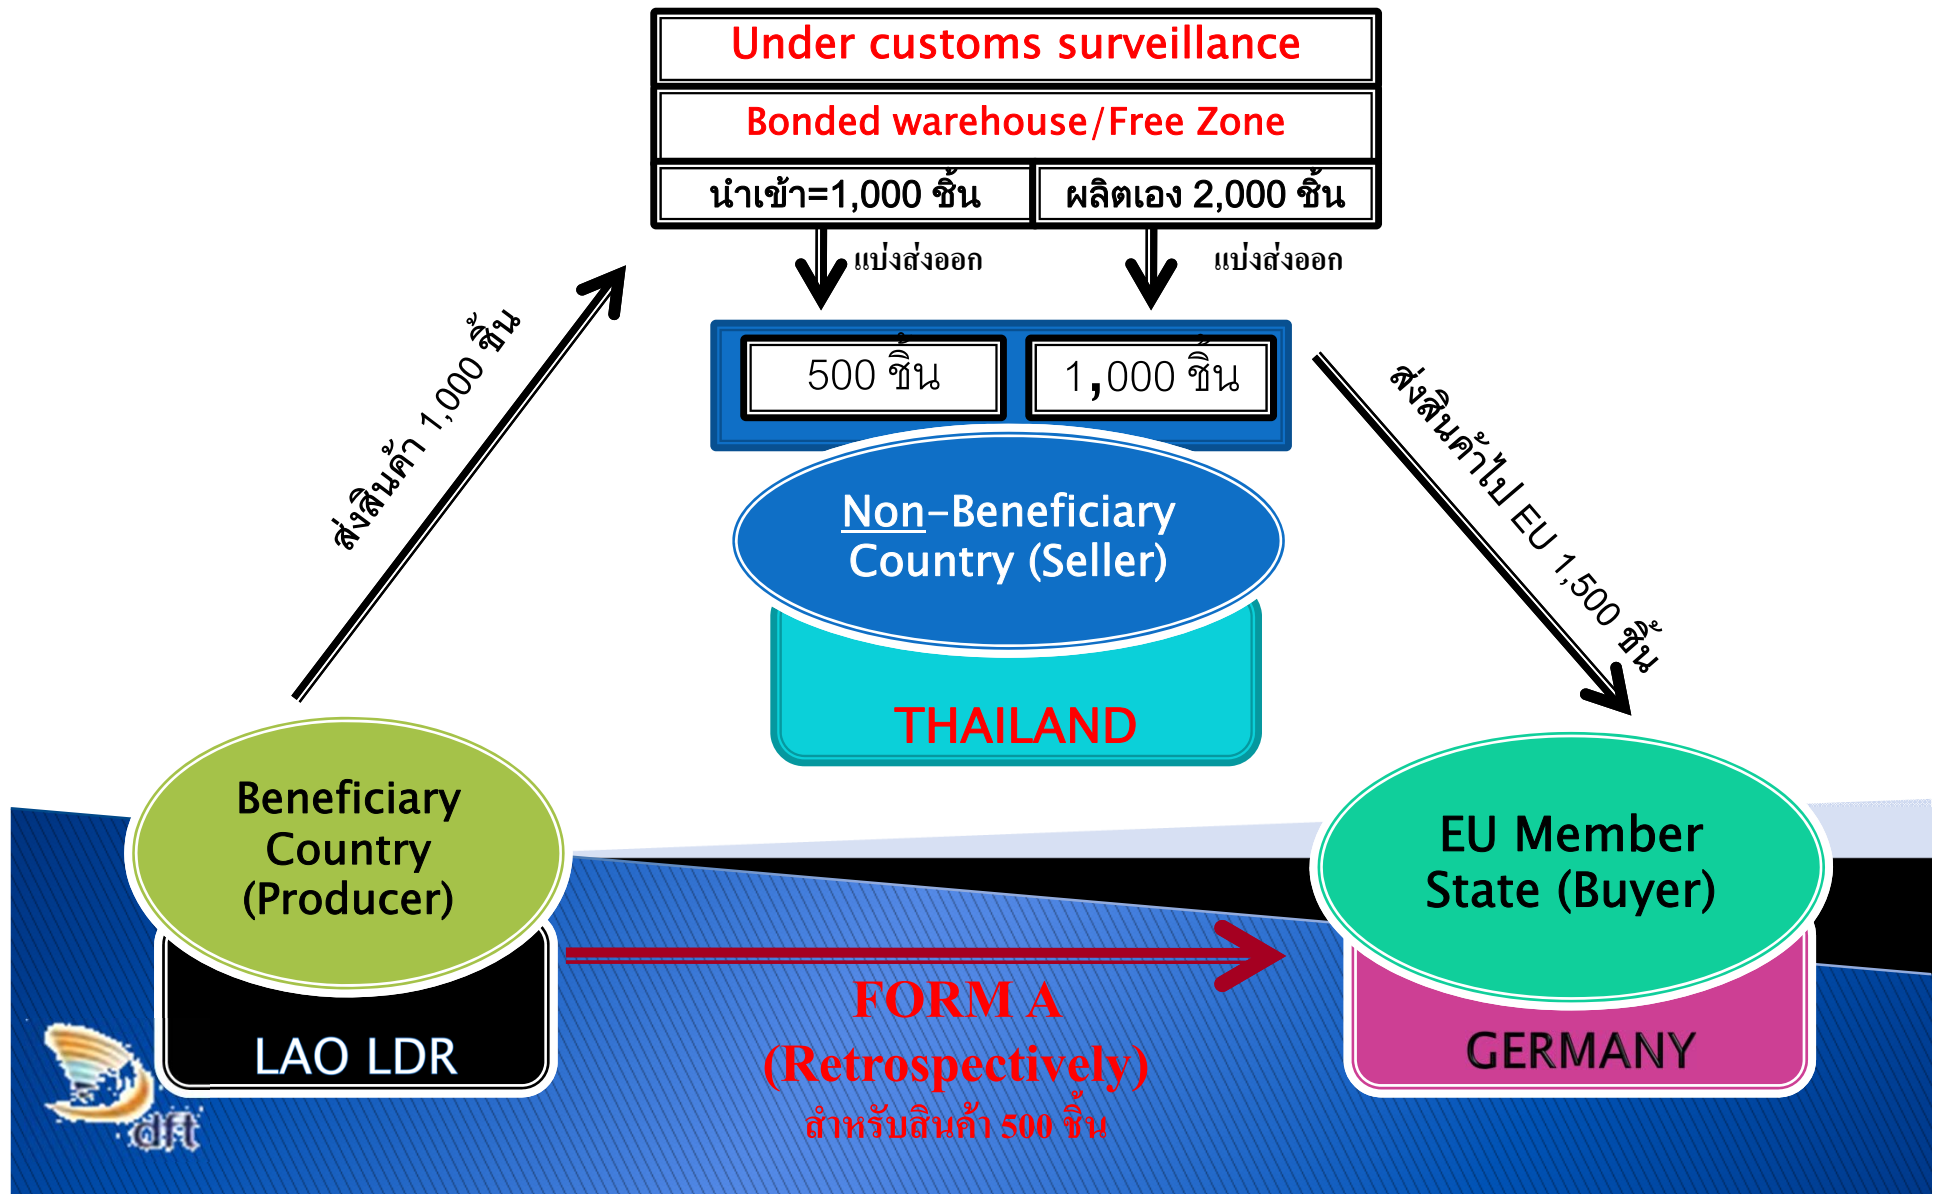 Under customs surveillance
Bonded warehouse/Free Zone
นำเข้า=1,000 ชิ้น
ผลิตเอง 2,000 ชิ้น
แบ่งส่งออก
แบ่งส่งออก
500 ชิ้น
1,000 ชิ้น
ส่งสินค้า 1,000 ชิ้น
ส่งสินค้าไป EU 1,500 ชิ้น
Non-Beneficiary
Country (Seller)
THAILAND
Beneficiary
Country
(Producer)
LAO LDR
EU Member
State (Buyer)
GERMANY
FORM A
(Retrospectively)
สำหรับสินค้า 500 ชิ้น
dft